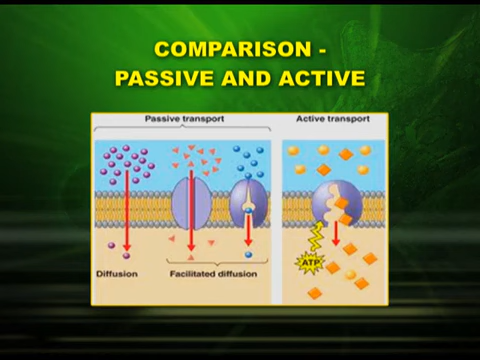 COMPARISON -
PASSIVE AND ACTIVE
Passive transport
Active transport
ATP
Diffusion
Facilitated diffusion